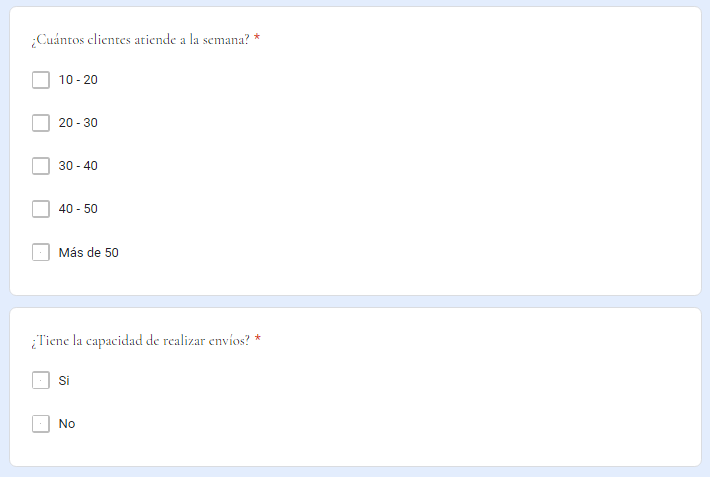 ¿Cuántos clientes atiende a la semana? *
10 - 20
20 - 30
30 - 40
40 - 50
Más de 50
¿Tiene la capacidad de realizar envíos? *
Si
No